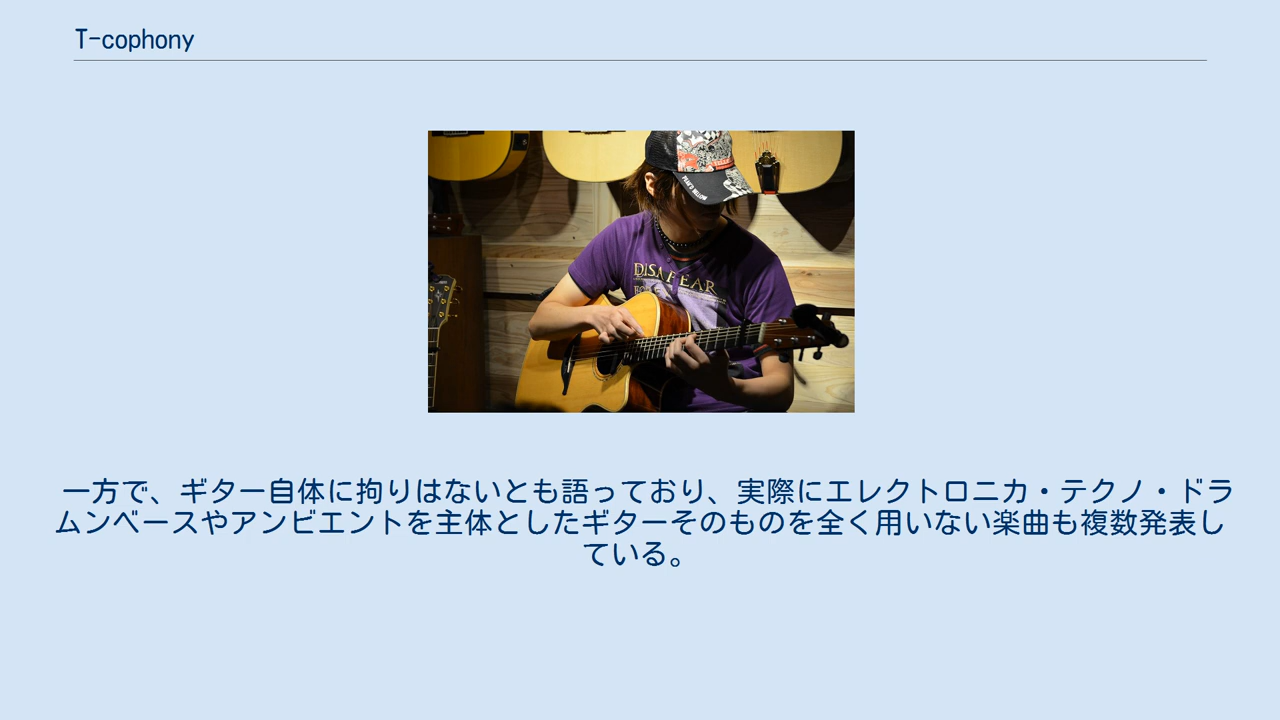 T-cophony
一方で、ギター自体に拘りはないとも語っており、実際にエレクトロニカ・テクノ・ドラ
ムンベースやアンビエントを主体としたギターそのものを全く用いない楽曲も複数発表し
ている。